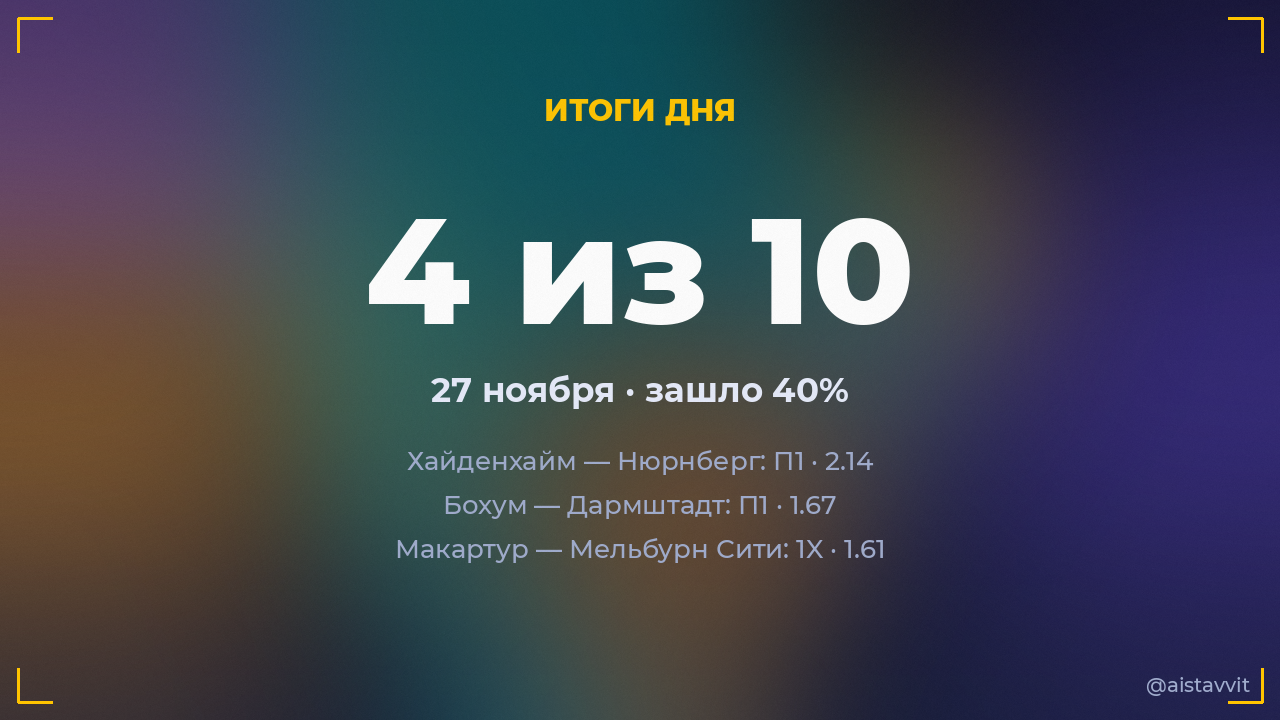 ИТОГИ ДНЯ
4 из 10
27 ноября · зашло 40%
Хайденхайм — Нюрнберг: П1 · 2.14
Бохум — Дармштадт: П1 · 1.67
Макартур — Мельбурн Сити: 1X · 1.61
@aistavvit